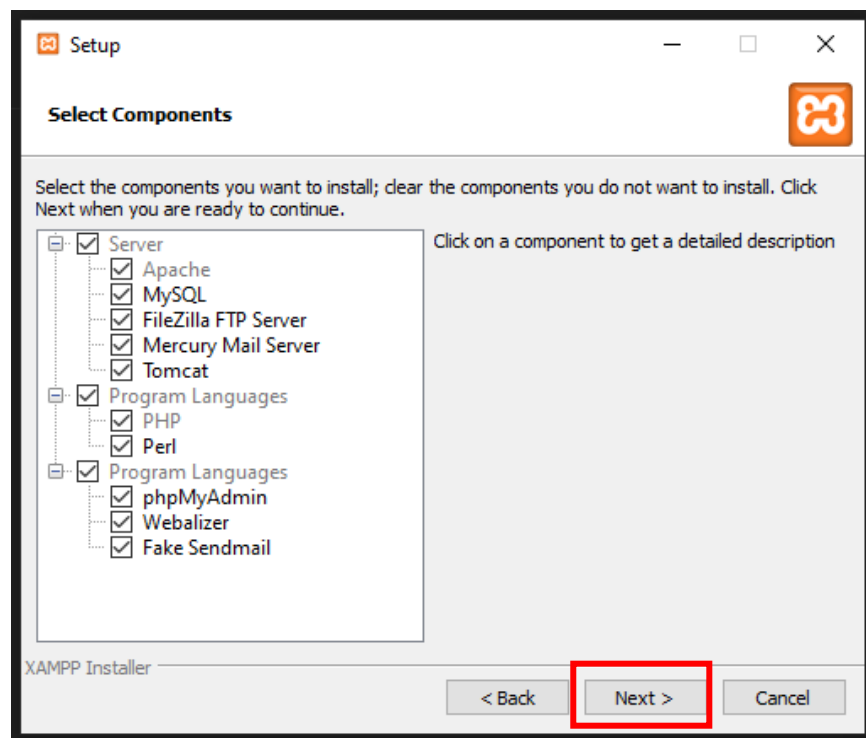 Setup
Select Components
Select the components you want to install; clear the components you do not want to install. Click
Next when you are ready to continue.
Server
Apache
MySQL
FileZilla FTP Server
Mercury Mail Server
Tomcat
Program Languages
PHP
Perl
Program Languages
phpMyAdmin
Webalizer
Fake Sendmail
Click on a component to get a detailed description
XAMPP Installer
< Back
Next >
Cancel